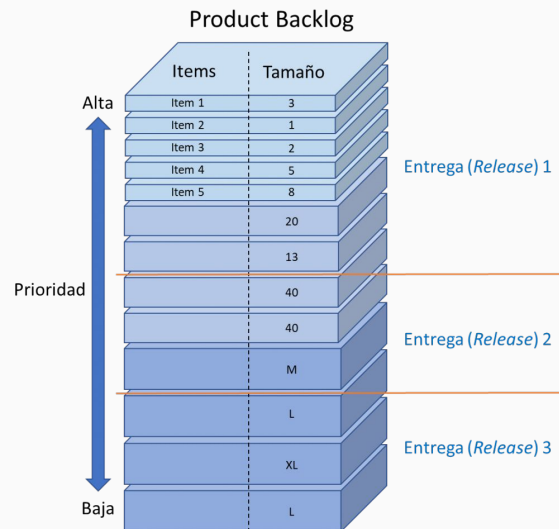 Product Backlog
Items Tamaño
Alta
Item 1 3
Item 2 1
Item 3 2
Item 4 5
Item 5 8
Entrega (Release) 1
20
13
Prioridad
40
40
Entrega (Release) 2
M
L
Entrega (Release) 3
XL
Baja
L